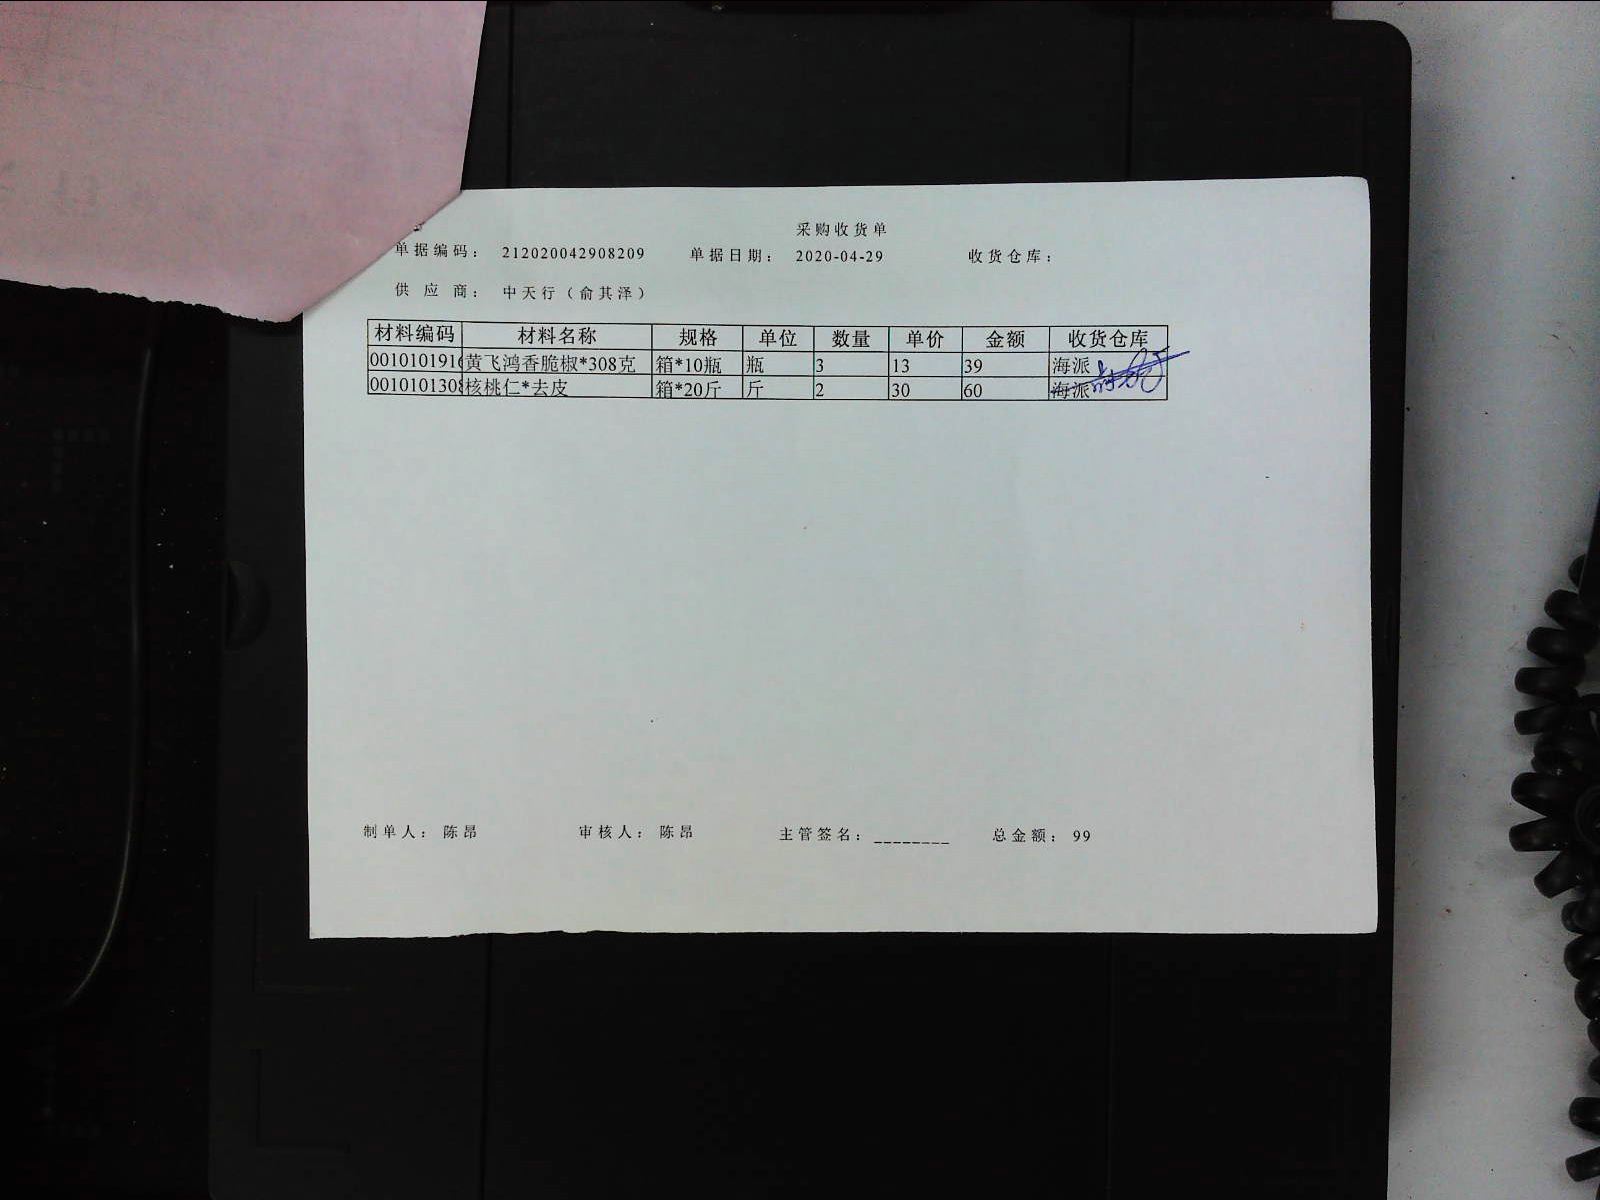 采购收货单
单据编码： 212020042908209 单据日期： 2020-04-29 收货仓库：
供 应 商： 中天行（俞其泽）
材料编码 材料名称 规格 单位 数量 单价 金额 收货仓库
001010191 黄飞鸿香脆椒*308克 箱*10瓶 瓶 3 13 39 海派
001010130 核桃仁*去皮 箱*20斤 斤 2 30 60 海派
制单人： 陈昂 审核人： 陈昂 主管签名：________ 总金额： 99